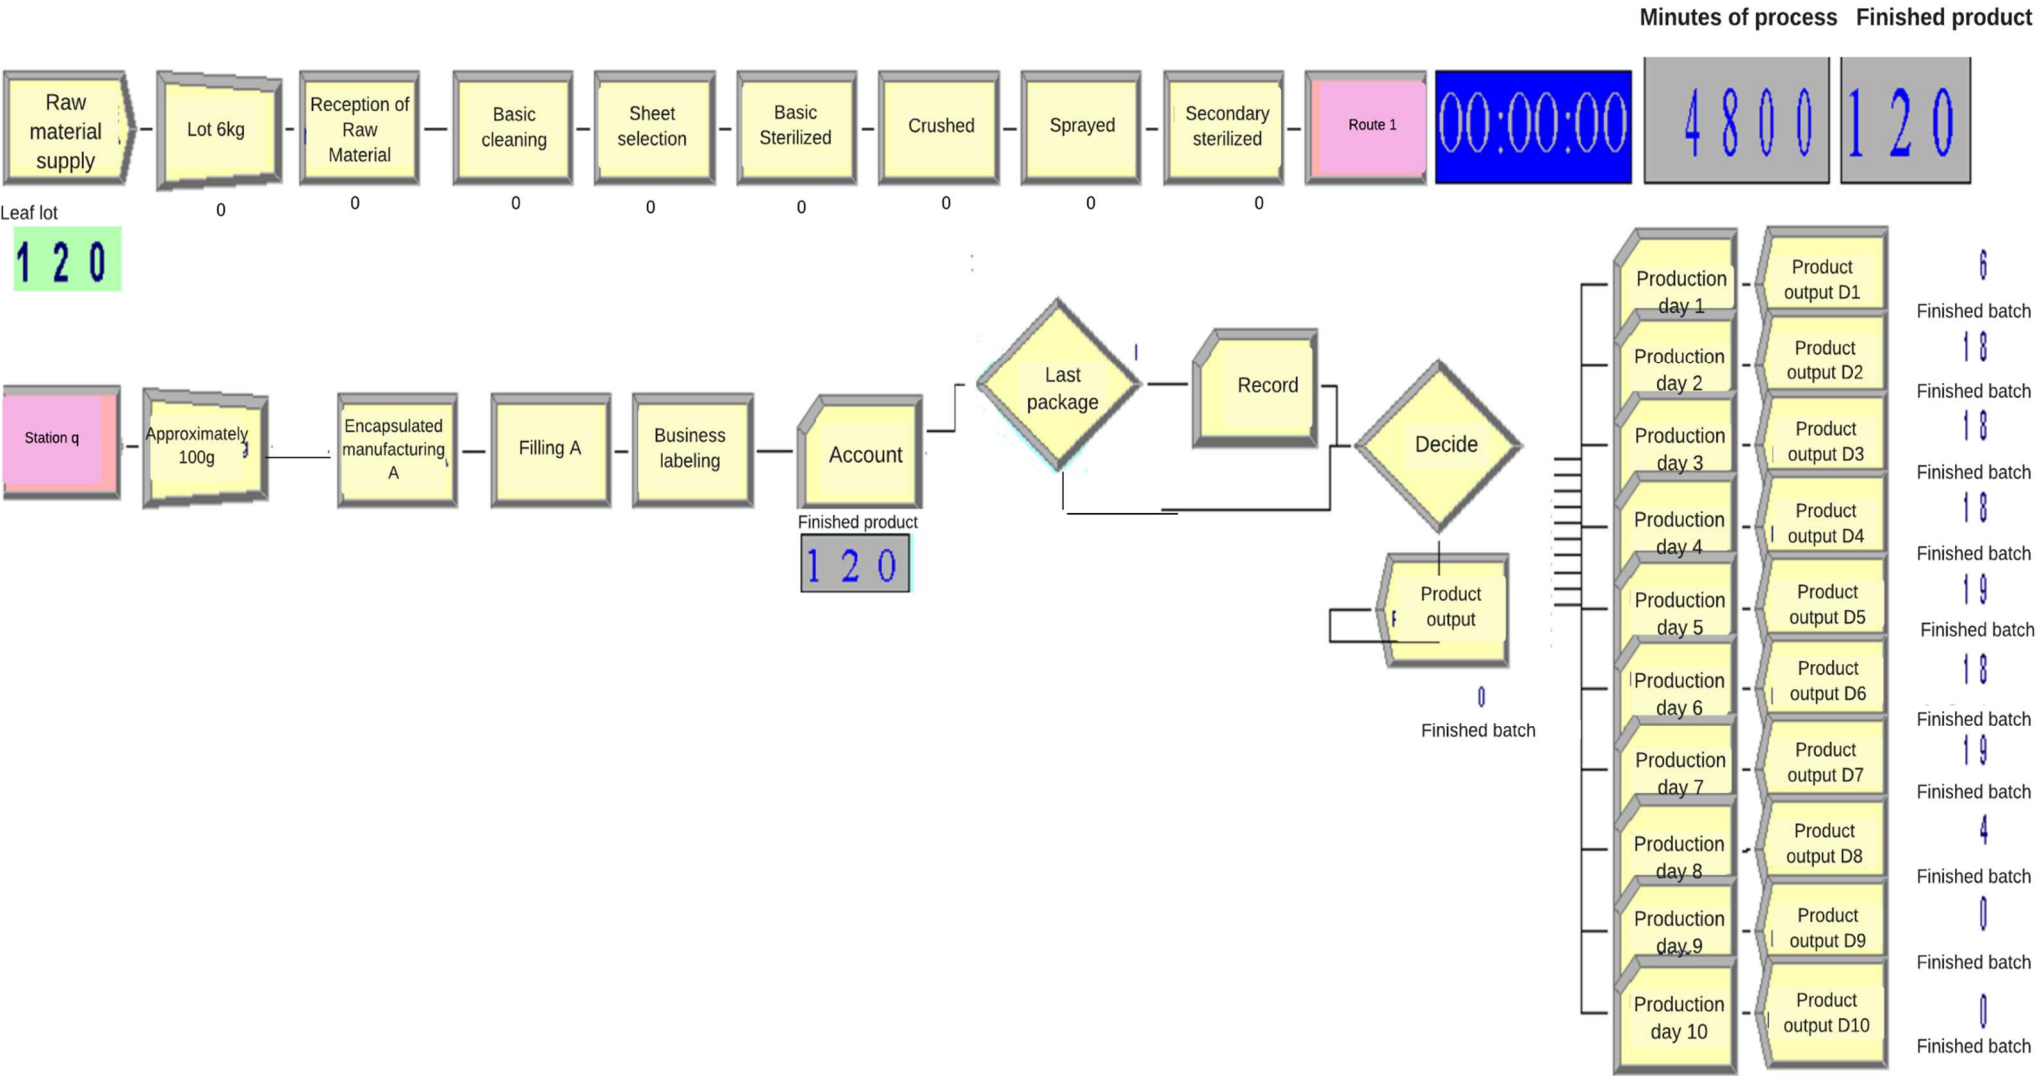 Minutes of process Finished product
Raw
material
supply
Lot 6kg
Reception of
Raw
Material
Basic
cleaning
Sheet
selection
Basic
Sterilized
Crushed
Sprayed
Secondary
sterilized
Route 1
00:00:00
4800
120
0
0
0
0
0
0
0
0
Leaf lot
120
Station q
Approximately
100g
Encapsulated
manufacturing
A
Filling A
Business
labeling
Account
Finished product
120
Last
package
Record
Decide
Product
output
0
Finished batch
Production
day 1
Product
output D1
6
Finished batch
Production
day 2
Product
output D2
18
Finished batch
Production
day 3
Product
output D3
18
Finished batch
Production
day 4
Product
output D4
18
Finished batch
Production
day 5
Product
output D5
19
Finished batch
Production
day 6
Product
output D6
18
Finished batch
Production
day 7
Product
output D7
19
Finished batch
Production
day 8
Product
output D8
4
Finished batch
Production
day 9
Product
output D9
0
Finished batch
Production
day 10
Product
output D10
0
Finished batch